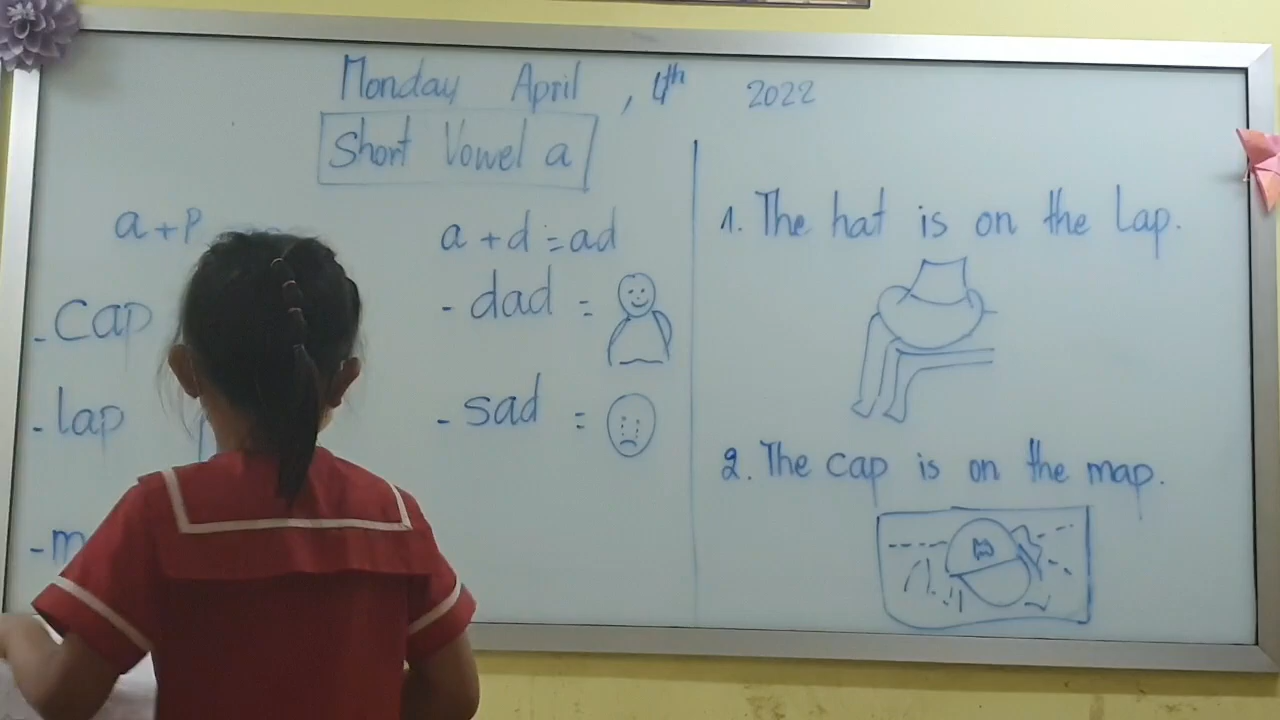 Monday April , 4th 2022
Short Vowel a
a + p
- Cap
- lap
- m
a + d = ad
- dad =
- sad =
1. The hat is on the Lap.
2. The cap is on the map.